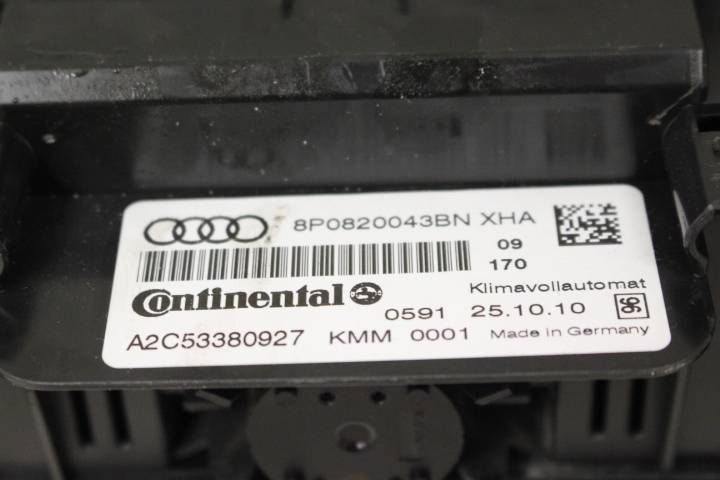 8P0820043BN XHA
09
170
Klimavollautomat
Continental
0591 25.10.10
A2C53380927 KMM 0001 Made in Germany